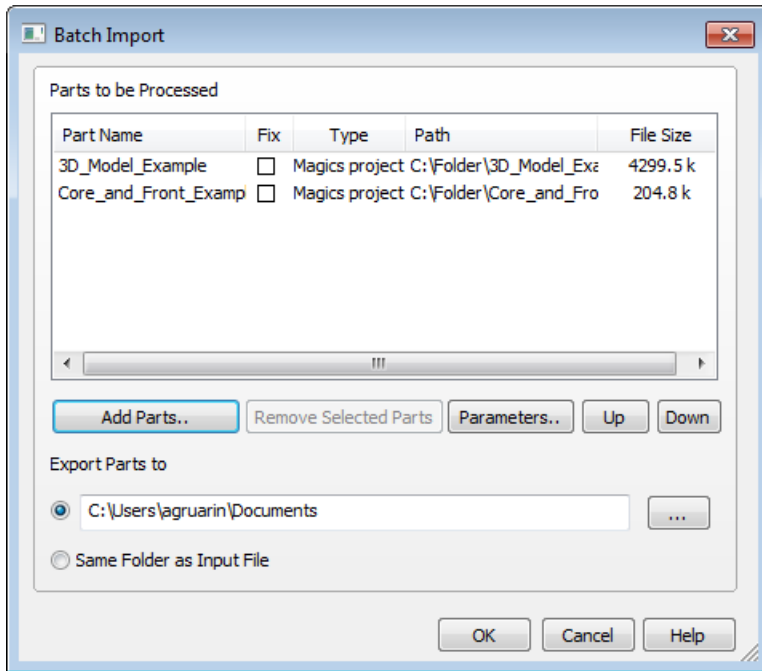 Batch Import
Parts to be Processed
Part Name Fix Type Path File Size
3D_Model_Example Magics project C:\Folder\3D_Model_Exa 4299.5 k
Core_and_Front_Exampl Magics project C:\Folder\Core_and_Fro 204.8 k
Add Parts.. Remove Selected Parts Parameters.. Up Down
Export Parts to
C:\Users\agruarin\Documents ...
Same Folder as Input File
OK Cancel Help